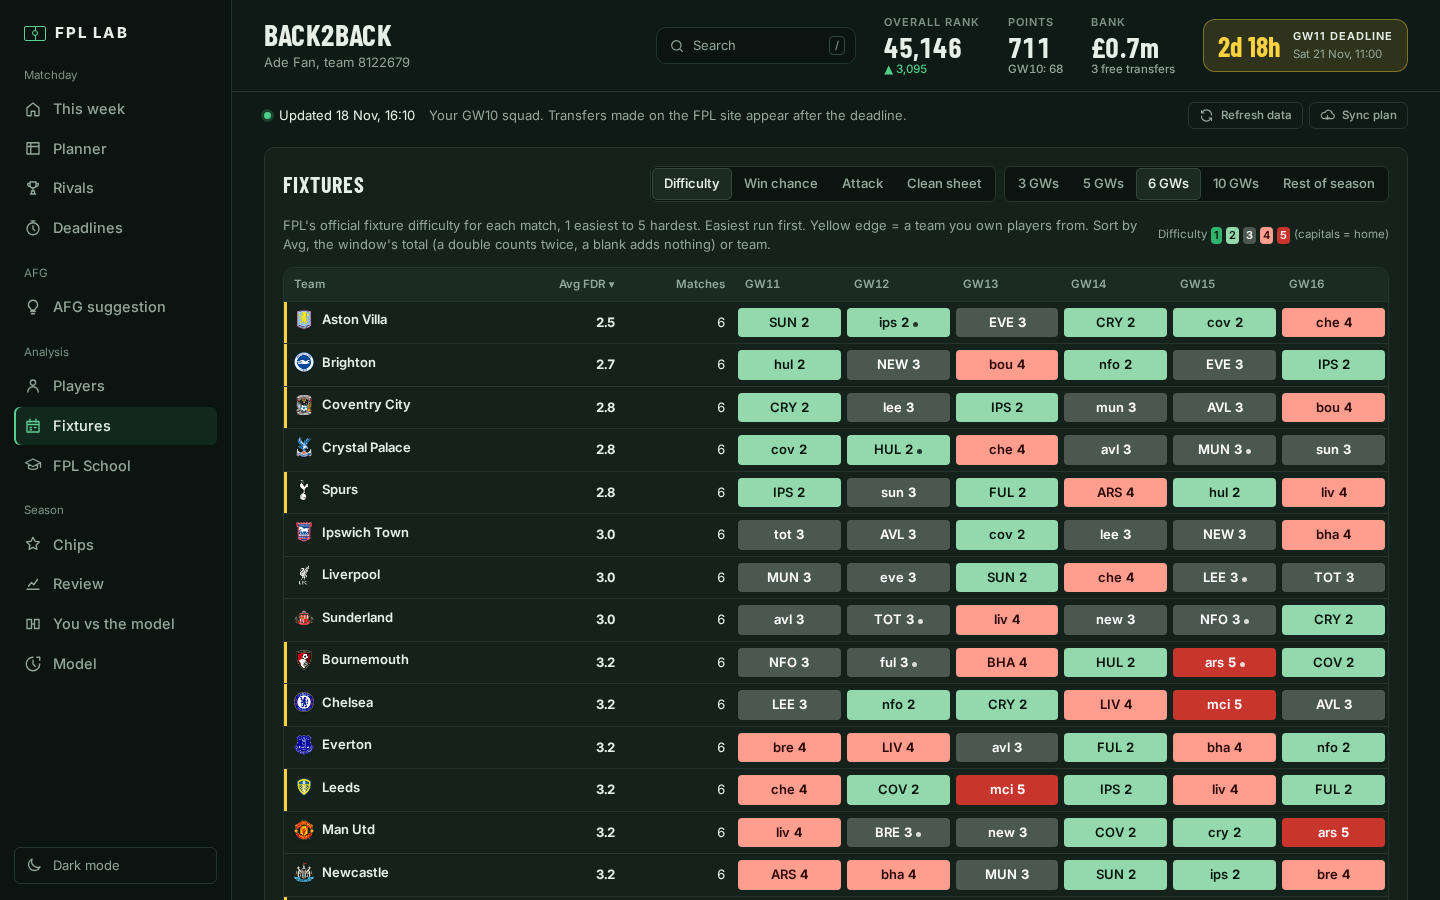 FPL LAB
Matchday
This week
Planner
Rivals
Deadlines
AFG
AFG suggestion
Analysis
Players
Fixtures
FPL School
Season
Chips
Review
You vs the model
Model
Dark mode
BACK2BACK
Ade Fan, team 8122679
Search /
OVERALL RANK
45,146
▲ 3,095
POINTS
711
GW10: 68
BANK
£0.7m
3 free transfers
2d 18h
GW11 DEADLINE
Sat 21 Nov, 11:00
Updated 18 Nov, 16:10 Your GW10 squad. Transfers made on the FPL site appear after the deadline.
Refresh data
Sync plan
FIXTURES
Difficulty Win chance Attack Clean sheet
3 GWs 5 GWs 6 GWs 10 GWs Rest of season
FPL's official fixture difficulty for each match, 1 easiest to 5 hardest. Easiest run first. Yellow edge = a team you own players from. Sort by
Avg, the window's total (a double counts twice, a blank adds nothing) or team.
Difficulty 1 2 3 4 5 (capitals = home)
Team Avg FDR ▾ Matches GW11 GW12 GW13 GW14 GW15 GW16
Aston Villa 2.5 6 SUN 2 ips 2 • EVE 3 CRY 2 cov 2 che 4
Brighton 2.7 6 hul 2 NEW 3 bou 4 nfo 2 EVE 3 IPS 2
Coventry City 2.8 6 CRY 2 lee 3 IPS 2 mun 3 AVL 3 bou 4
Crystal Palace 2.8 6 cov 2 HUL 2 • che 4 avl 3 MUN 3 • sun 3
Spurs 2.8 6 IPS 2 sun 3 FUL 2 ARS 4 hul 2 liv 4
Ipswich Town 3.0 6 tot 3 AVL 3 cov 2 lee 3 NEW 3 bha 4
Liverpool 3.0 6 MUN 3 eve 3 SUN 2 che 4 LEE 3 • TOT 3
Sunderland 3.0 6 avl 3 TOT 3 • liv 4 new 3 NFO 3 • CRY 2
Bournemouth 3.2 6 NFO 3 ful 3 • BHA 4 HUL 2 ars 5 • COV 2
Chelsea 3.2 6 LEE 3 nfo 2 CRY 2 LIV 4 mci 5 AVL 3
Everton 3.2 6 bre 4 LIV 4 avl 3 FUL 2 bha 4 nfo 2
Leeds 3.2 6 che 4 COV 2 mci 5 IPS 2 liv 4 FUL 2
Man Utd 3.2 6 liv 4 BRE 3 • new 3 COV 2 cry 2 ars 5
Newcastle 3.2 6 ARS 4 bha 4 MUN 3 SUN 2 ips 2 bre 4